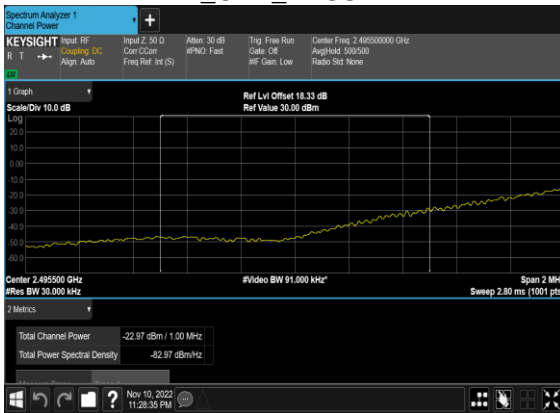 Spectrum Analyzer 1
Channel Power
+
KEYSIGHT Input: RF Input Z: 50 Ω Atten: 30 dB Trig: Free Run Center Freq: 2.495500000 GHz
R T Coupling: DC Corr CCorr #PNO: Fast Gate: Off Avg|Hold: 500/500
Align: Auto Freq Ref: Int (S) #IF Gain: Low Radio Std: None
1 Graph
Ref Lvl Offset 18.33 dB
Scale/Div 10.0 dB Ref Value 30.00 dBm
Log
20.0
10.0
0.00
-10.0
-20.0
-30.0
-40.0
-50.0
-60.0
Center 2.495500 GHz #Video BW 91.000 kHz* Span 2 MH
#Res BW 30.000 kHz Sweep 2.80 ms (1001 pts
2 Metrics
Total Channel Power -22.97 dBm / 1.00 MHz
Total Power Spectral Density -82.97 dBm/Hz
?
Nov 10, 2022
11:28:35 PM